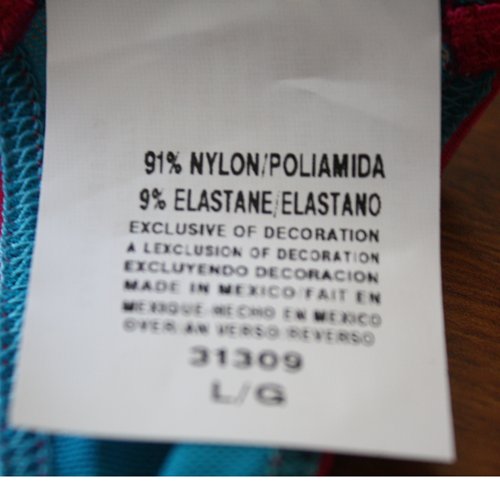 91% NYLON/POLIAMIDA
9% ELASTANE/ELASTANO
EXCLUSIVE OF DECORATION
A LEXCLUSION OF DECORATION
EXCLUYENDO DECORACION
MADE IN MEXICO/FAIT EN
MEXIQUE/HECHO EN MEXICO
OVER/AN VERSO/REVERSO
31309
L/G